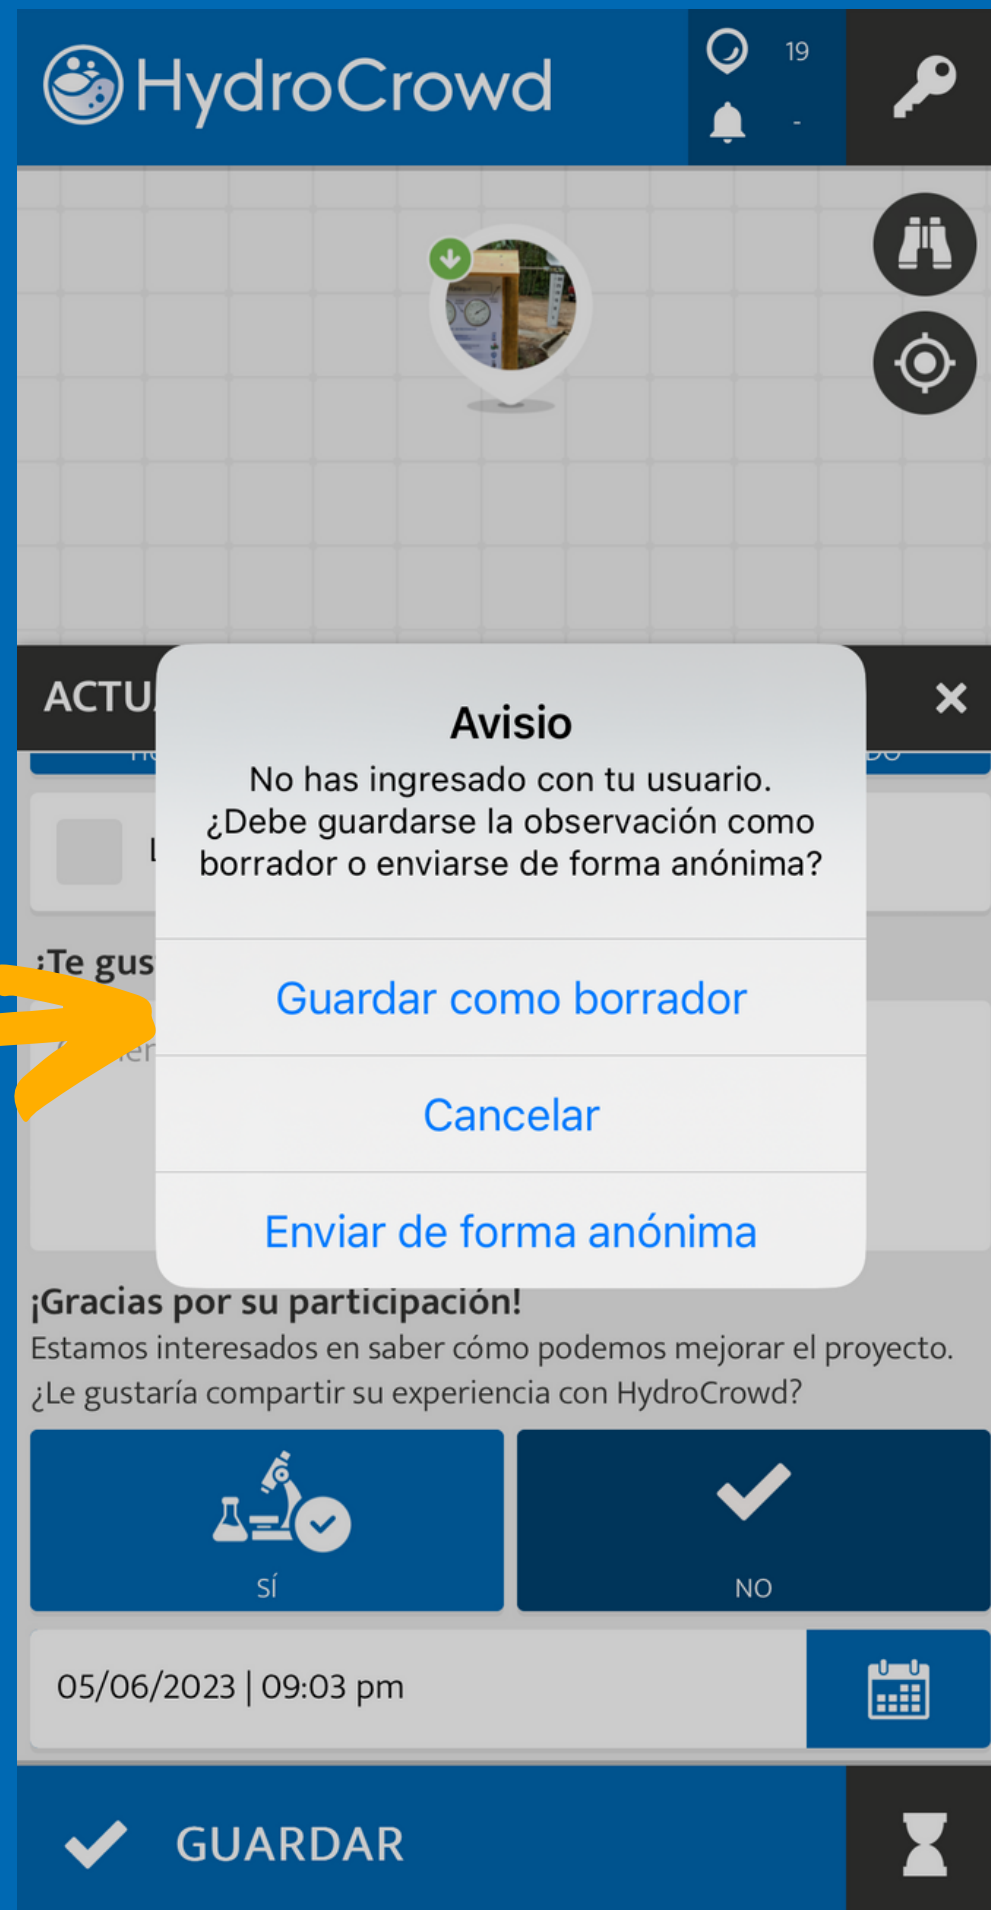 HydroCrowd
19
-
ACTU
Avisio
No has ingresado con tu usuario.
¿Debe guardarse la observación como
borrador o enviarse de forma anónima?
¿Te gus
Guardar como borrador
Cancelar
Enviar de forma anónima
¡Gracias por su participación!
Estamos interesados en saber cómo podemos mejorar el proyecto.
¿Le gustaría compartir su experiencia con HydroCrowd?
SÍ
NO
05/06/2023 | 09:03 pm
GUARDAR